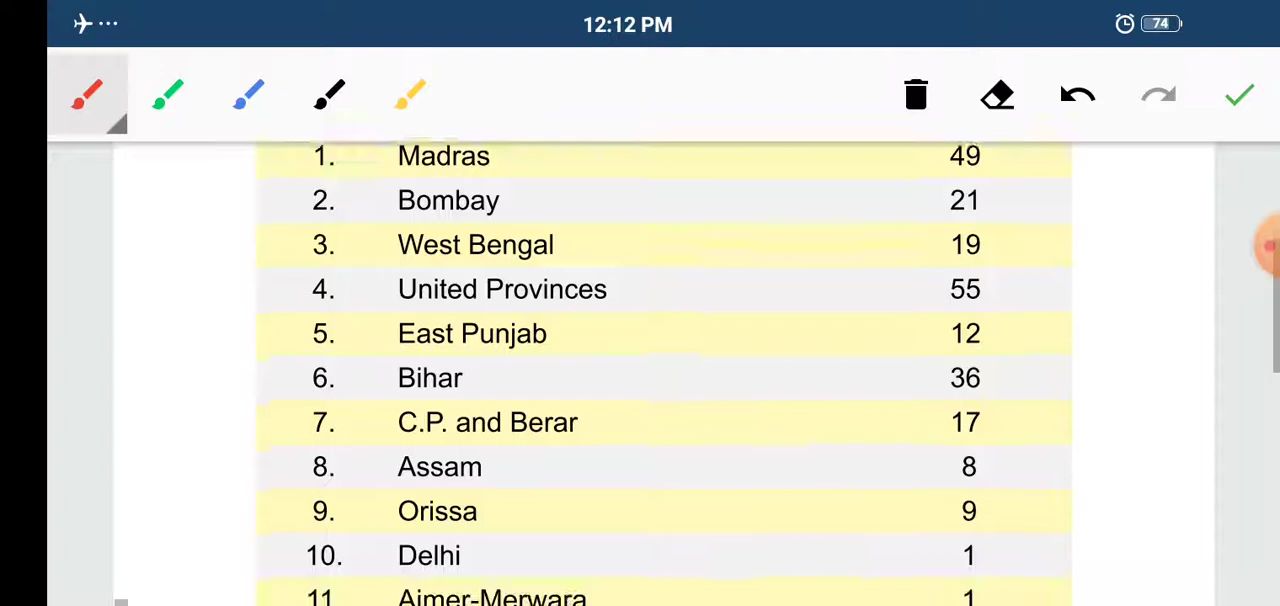 12:12 PM
74
1. Madras 49
2. Bombay 21
3. West Bengal 19
4. United Provinces 55
5. East Punjab 12
6. Bihar 36
7. C.P. and Berar 17
8. Assam 8
9. Orissa 9
10. Delhi 1
11 Ajmer-Merwara 1